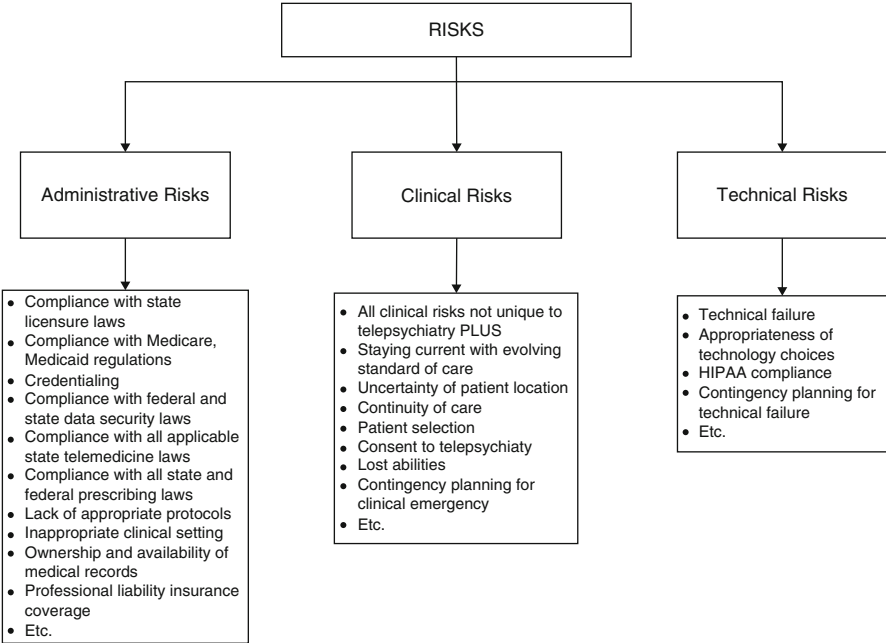 RISKS
Administrative Risks
Clinical Risks
Technical Risks
• Compliance with state
licensure laws
• Compliance with Medicare,
Medicaid regulations
• Credentialing
• Compliance with federal and
state data security laws
• Compliance with all applicable
state telemedicine laws
• Compliance with all state and
federal prescribing laws
• Lack of appropriate protocols
• Inappropriate clinical setting
• Ownership and availability of
medical records
• Professional liability insurance
coverage
• Etc.
• All clinical risks not unique to
telepsychiatry PLUS
• Staying current with evolving
standard of care
• Uncertainty of patient location
• Continuity of care
• Patient selection
• Consent to telepsychiaty
• Lost abilities
• Contingency planning for
clinical emergency
• Etc.
• Technical failure
• Appropriateness of
technology choices
• HIPAA compliance
• Contingency planning for
technical failure
• Etc.